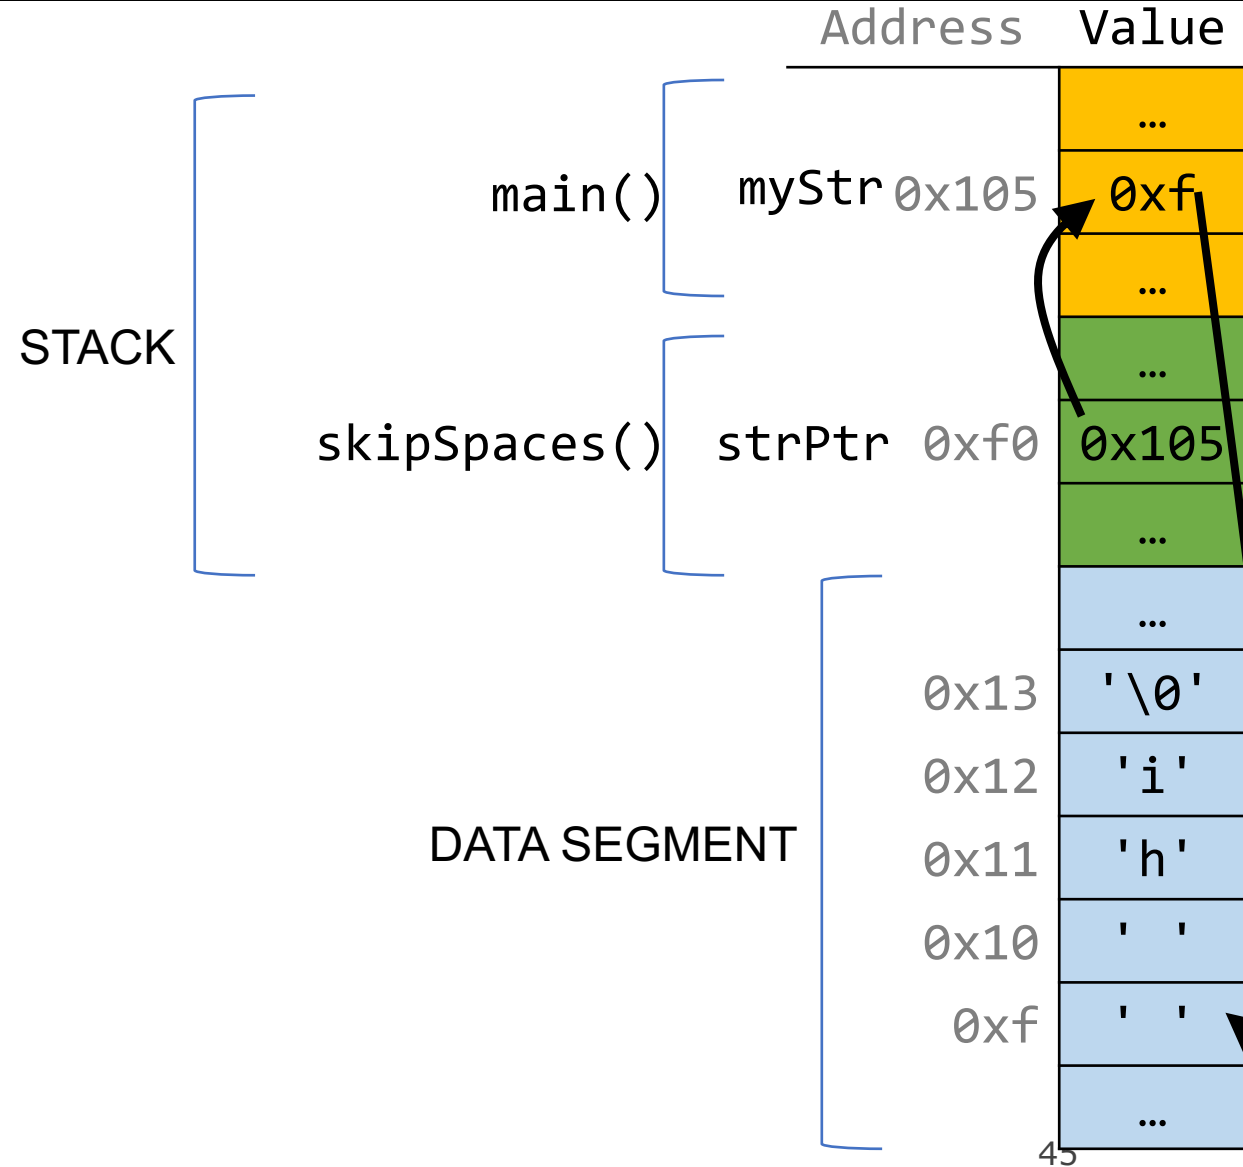 Address Value
…
main() myStr 0x105 0xf
…
STACK
…
skipSpaces() strPtr 0xf0 0x105
…
…
0x13 '\0'
0x12 'i'
DATA SEGMENT
0x11 'h'
0x10 ' '
0xf ' '
…
45